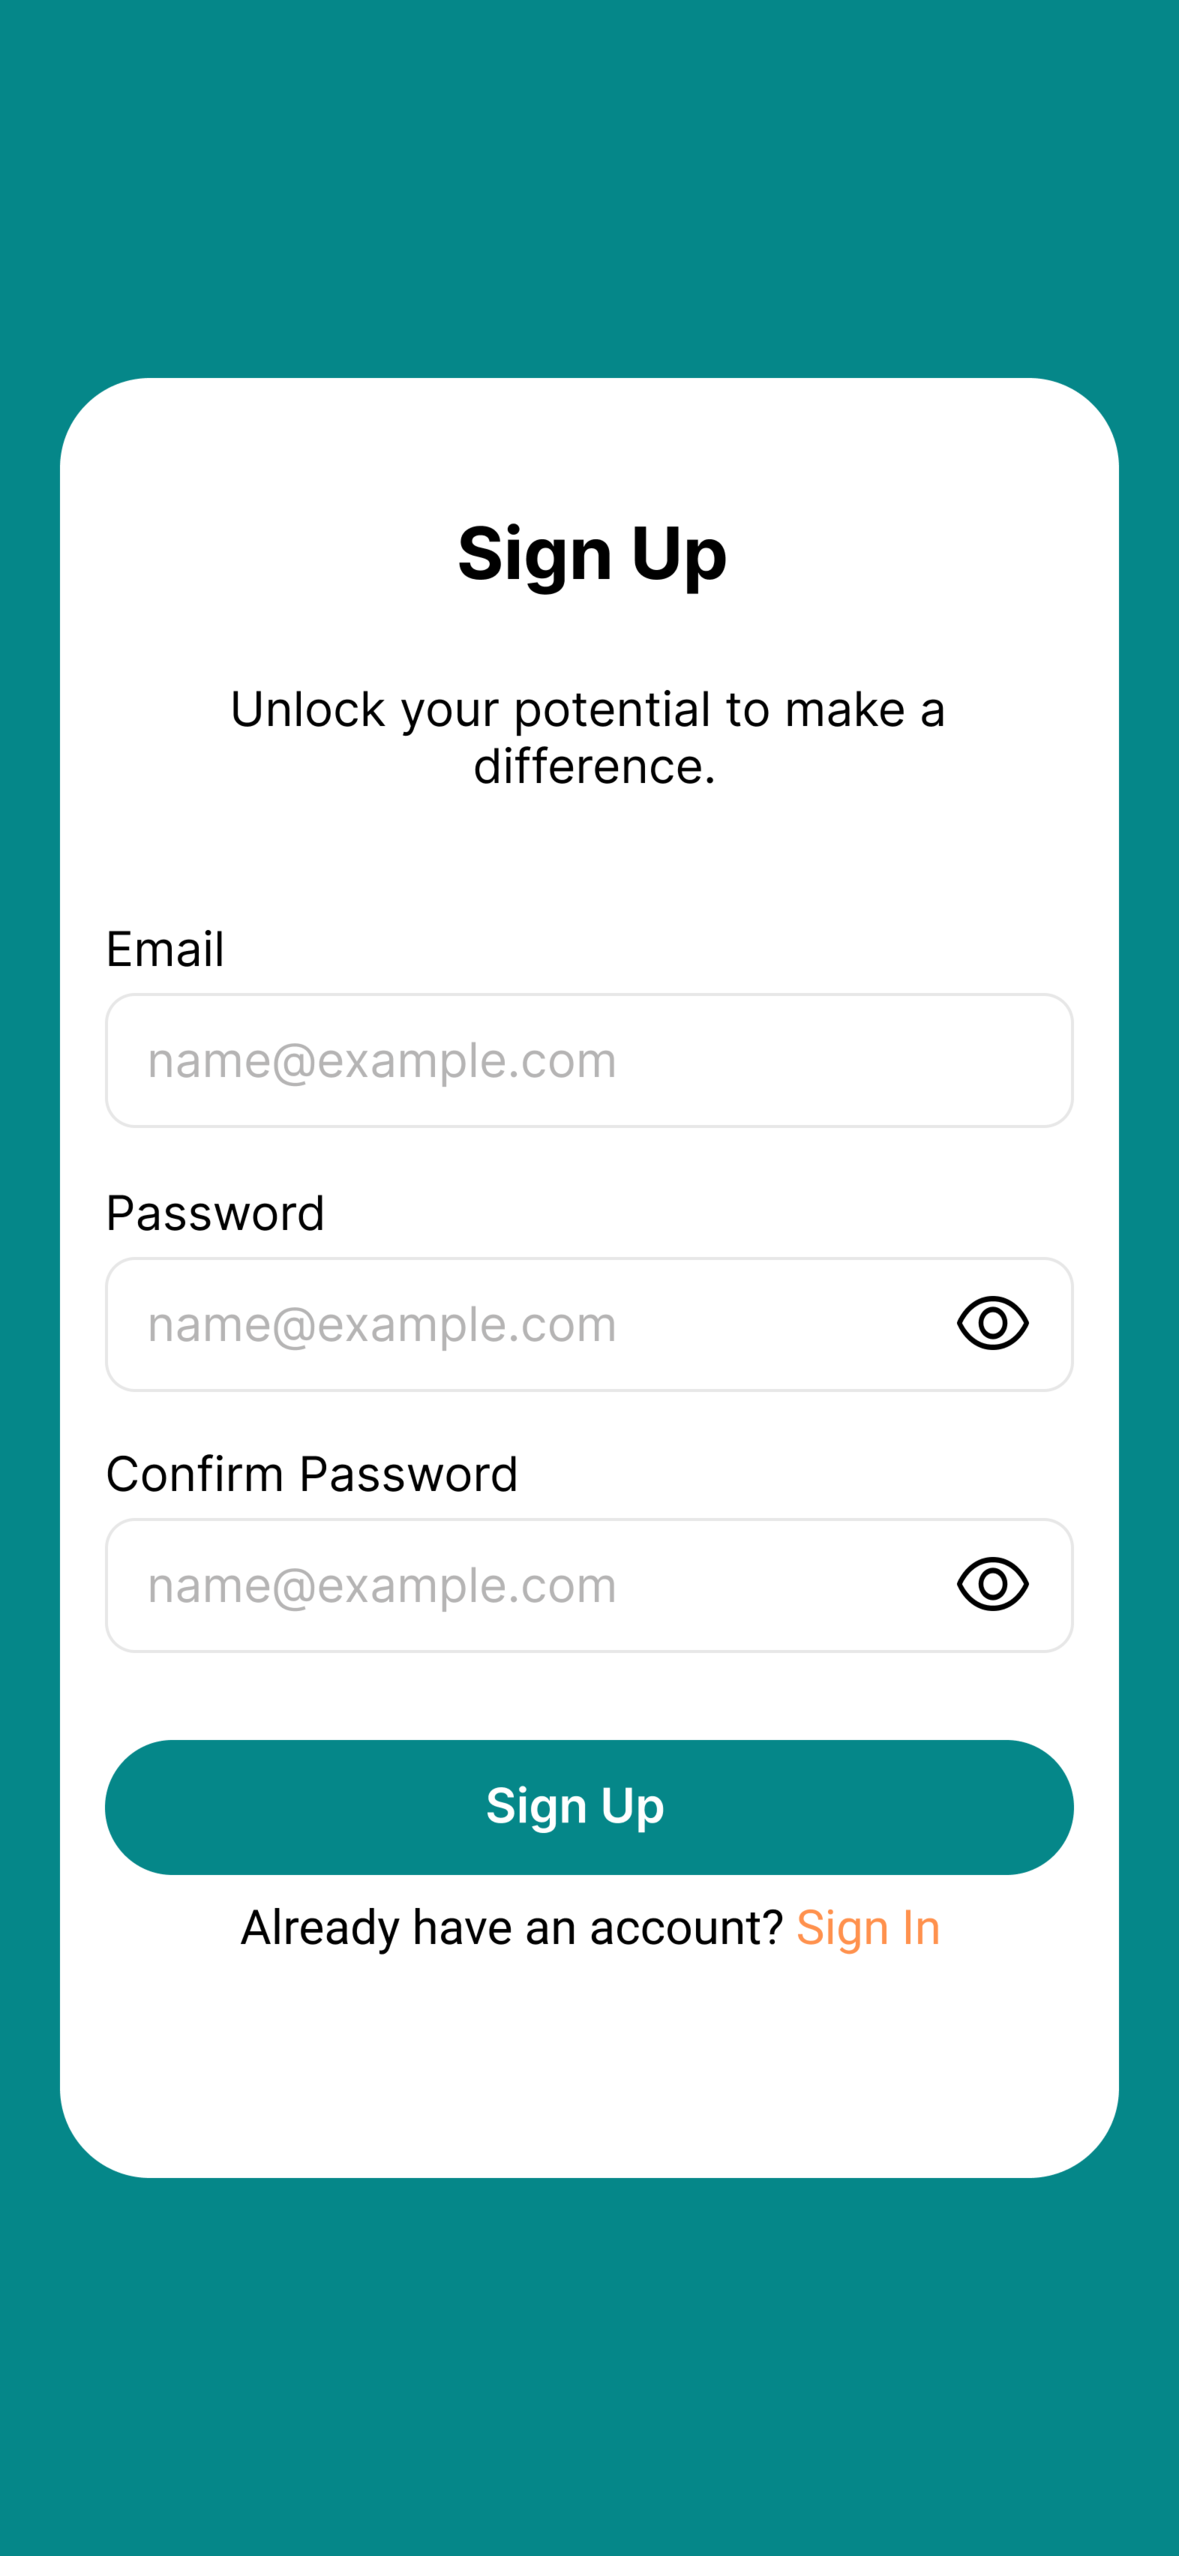 Sign Up
Unlock your potential to make a
difference.
Email
name@example.com
Password
name@example.com
Confirm Password
name@example.com
Sign Up
Already have an account? Sign In